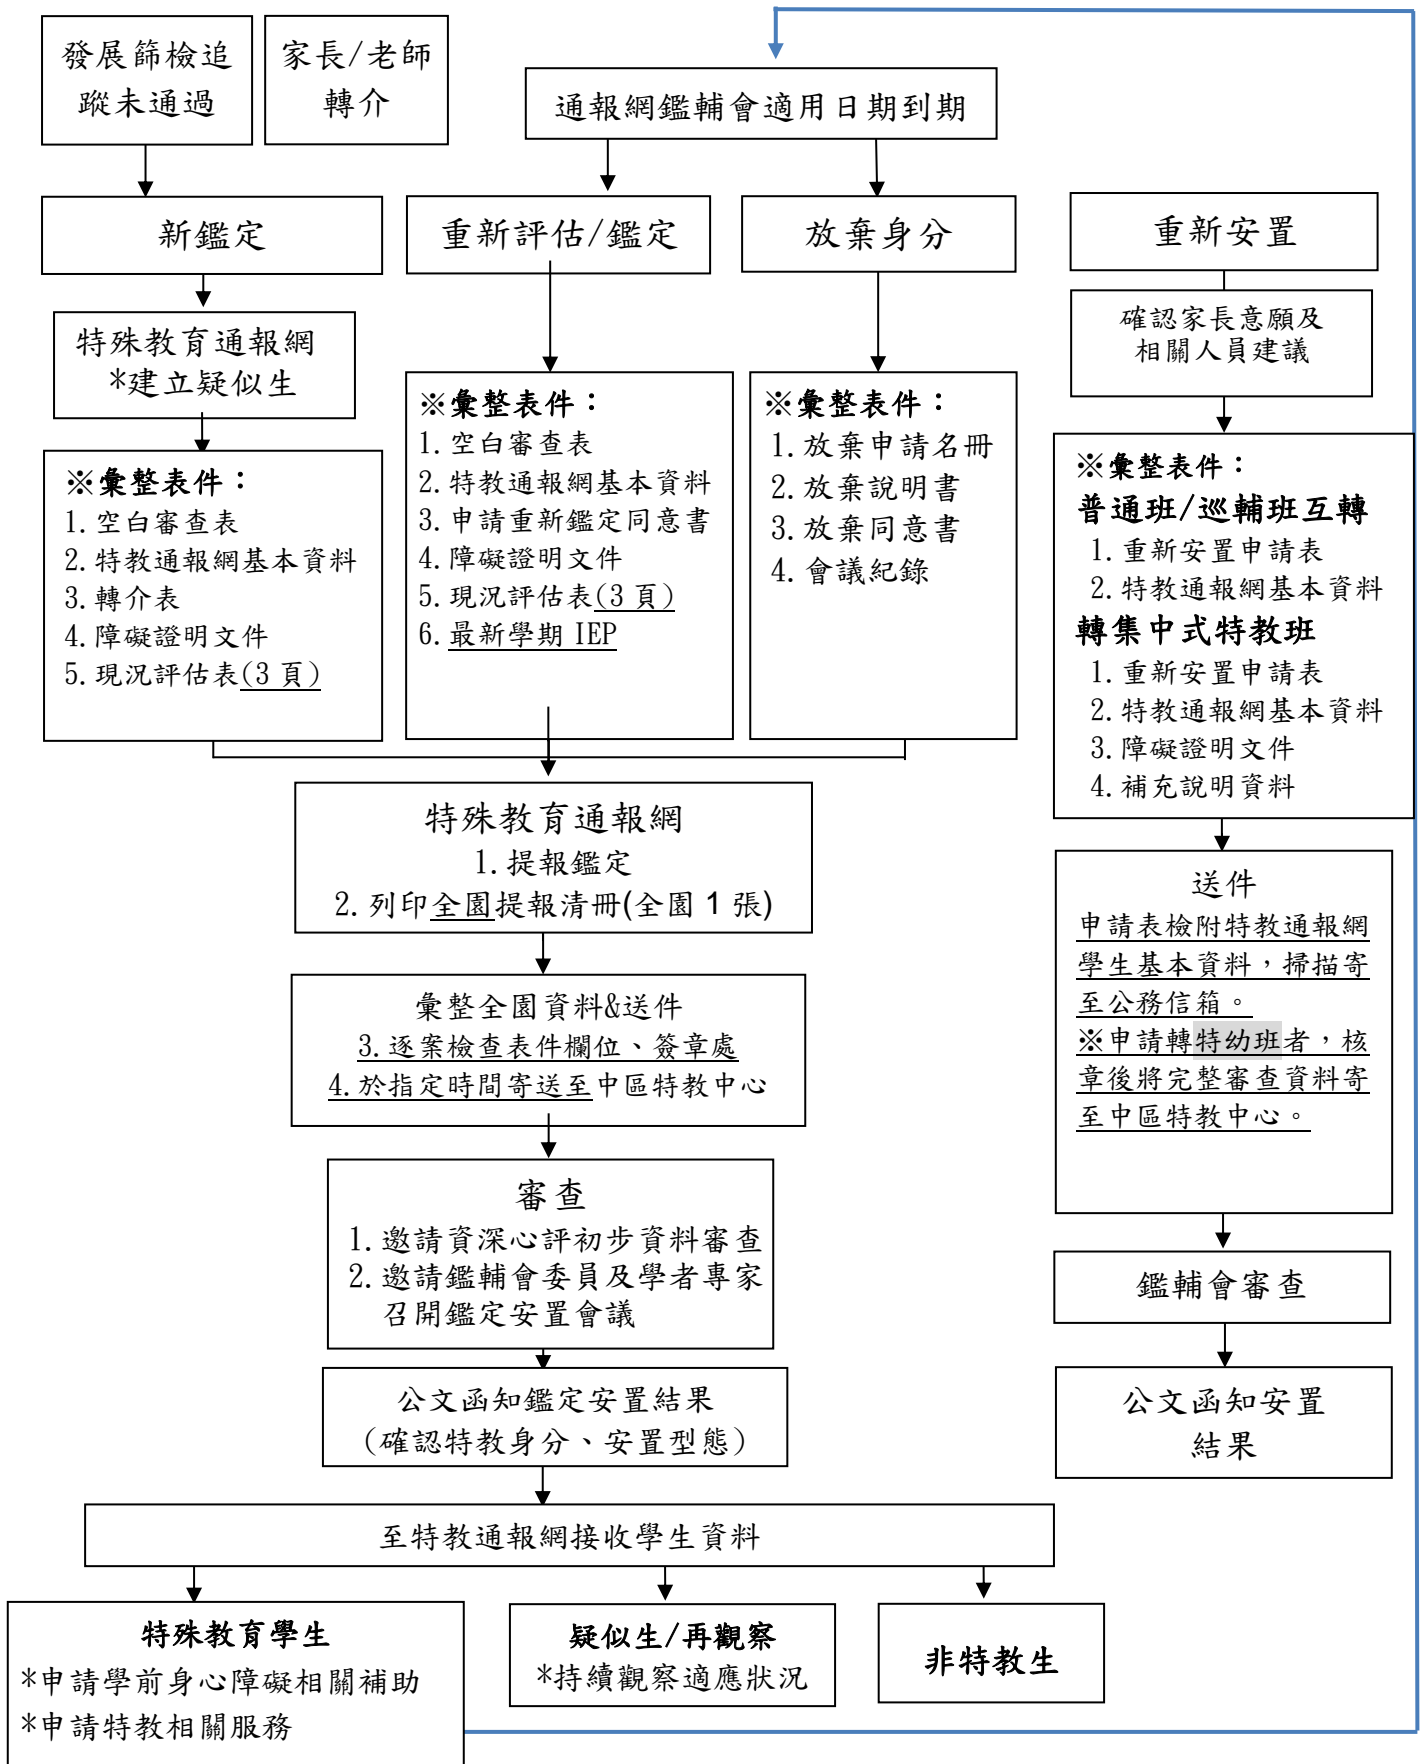 發展篩檢追
蹤未通過
家長/老師
轉介
通報網鑑輔會適用日期到期
新鑑定
重新評估/鑑定
放棄身分
重新安置
特殊教育通報網
*建立疑似生
確認家長意願及
相關人員建議
※彙整表件：
1.空白審查表
2.特教通報網基本資料
3.轉介表
4.障礙證明文件
5.現況評估表(3 頁)
※彙整表件：
1.空白審查表
2.特教通報網基本資料
3.申請重新鑑定同意書
4.障礙證明文件
5.現況評估表(3 頁)
6.最新學期 IEP
※彙整表件：
1.放棄申請名冊
2.放棄說明書
3.放棄同意書
4.會議紀錄
※彙整表件：
普通班/巡輔班互轉
1.重新安置申請表
2.特教通報網基本資料
轉集中式特教班
1.重新安置申請表
2.特教通報網基本資料
3.障礙證明文件
4.補充說明資料
特殊教育通報網
1.提報鑑定
2.列印全園提報清冊(全園 1 張)
彙整全園資料&送件
3.逐案檢查表件欄位、簽章處
4.於指定時間寄送至中區特教中心
送件
申請表檢附特教通報網
學生基本資料，掃描寄
至公務信箱。
※申請轉特幼班者，核
章後將完整審查資料寄
至中區特教中心。
審查
1.邀請資深心評初步資料審查
2.邀請鑑輔會委員及學者專家
召開鑑定安置會議
鑑輔會審查
公文函知鑑定安置結果
(確認特教身分、安置型態)
公文函知安置
結果
至特教通報網接收學生資料
特殊教育學生
*申請學前身心障礙相關補助
*申請特教相關服務
疑似生/再觀察
*持續觀察適應狀況
非特教生